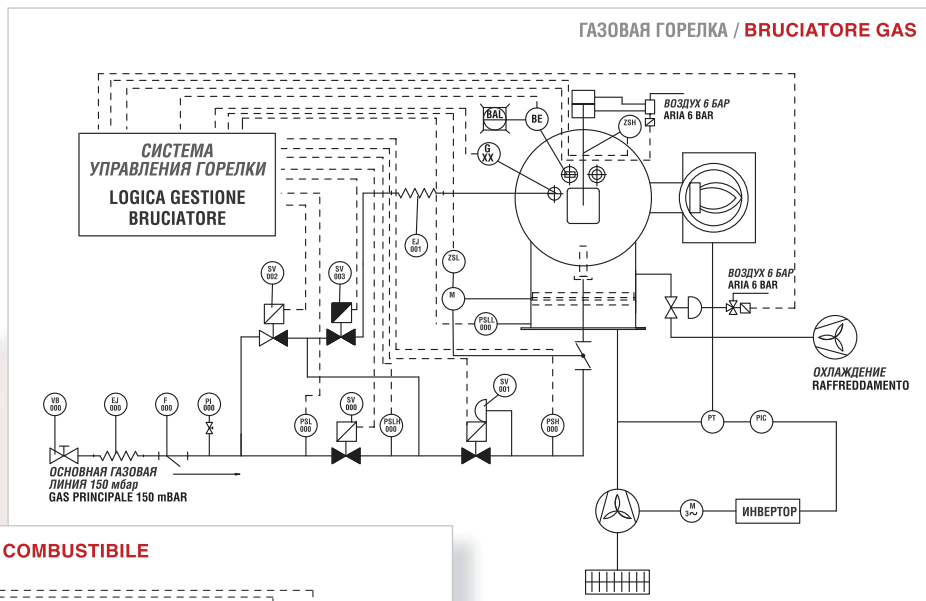 ГАЗОВАЯ ГОРЕЛКА / BRUCIATORE GAS
ВОЗДУХ 6 БАР
ARIA 6 BAR
BAL
BE
ZSH
G
XX
СИСТЕМА
УПРАВЛЕНИЯ ГОРЕЛКИ
LOGICA GESTIONE
BRUCIATORE
EJ
001
ZSL
SV
002
SV
003
M
PSLL
000
ВОЗДУХ 6 БАР
ARIA 6 BAR
ОХЛАЖДЕНИЕ
RAFFREDDAMENTO
VB
000
EJ
000
F
000
PI
000
PSL
000
SV
000
PSLH
000
SV
001
PSH
000
PT
PIC
ОСНОВНАЯ ГАЗОВАЯ
ЛИНИЯ 150 мбар
GAS PRINCIPALE 150 mBAR
M
3~
ИНВЕРТОР
COMBUSTIBILE